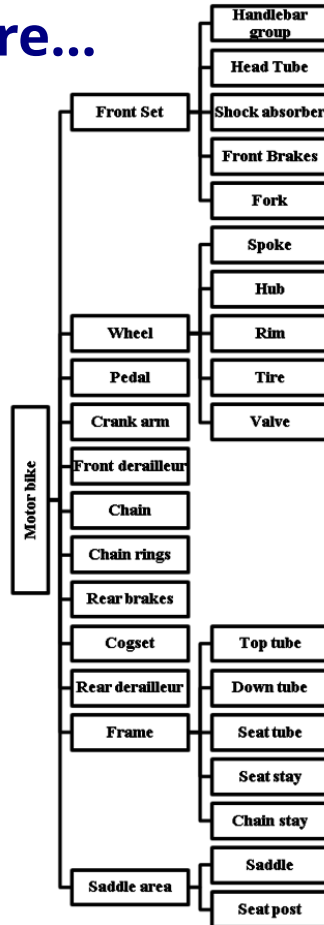 re...
Motor bike
Front Set
Handlebar
group
Head Tube
Shock absorber
Front Brakes
Fork
Wheel
Spoke
Hub
Rim
Tire
Valve
Pedal
Crank arm
Front derailleur
Chain
Chain rings
Rear brakes
Cogset
Rear derailleur
Frame
Top tube
Down tube
Seat tube
Seat stay
Chain stay
Saddle area
Saddle
Seat post